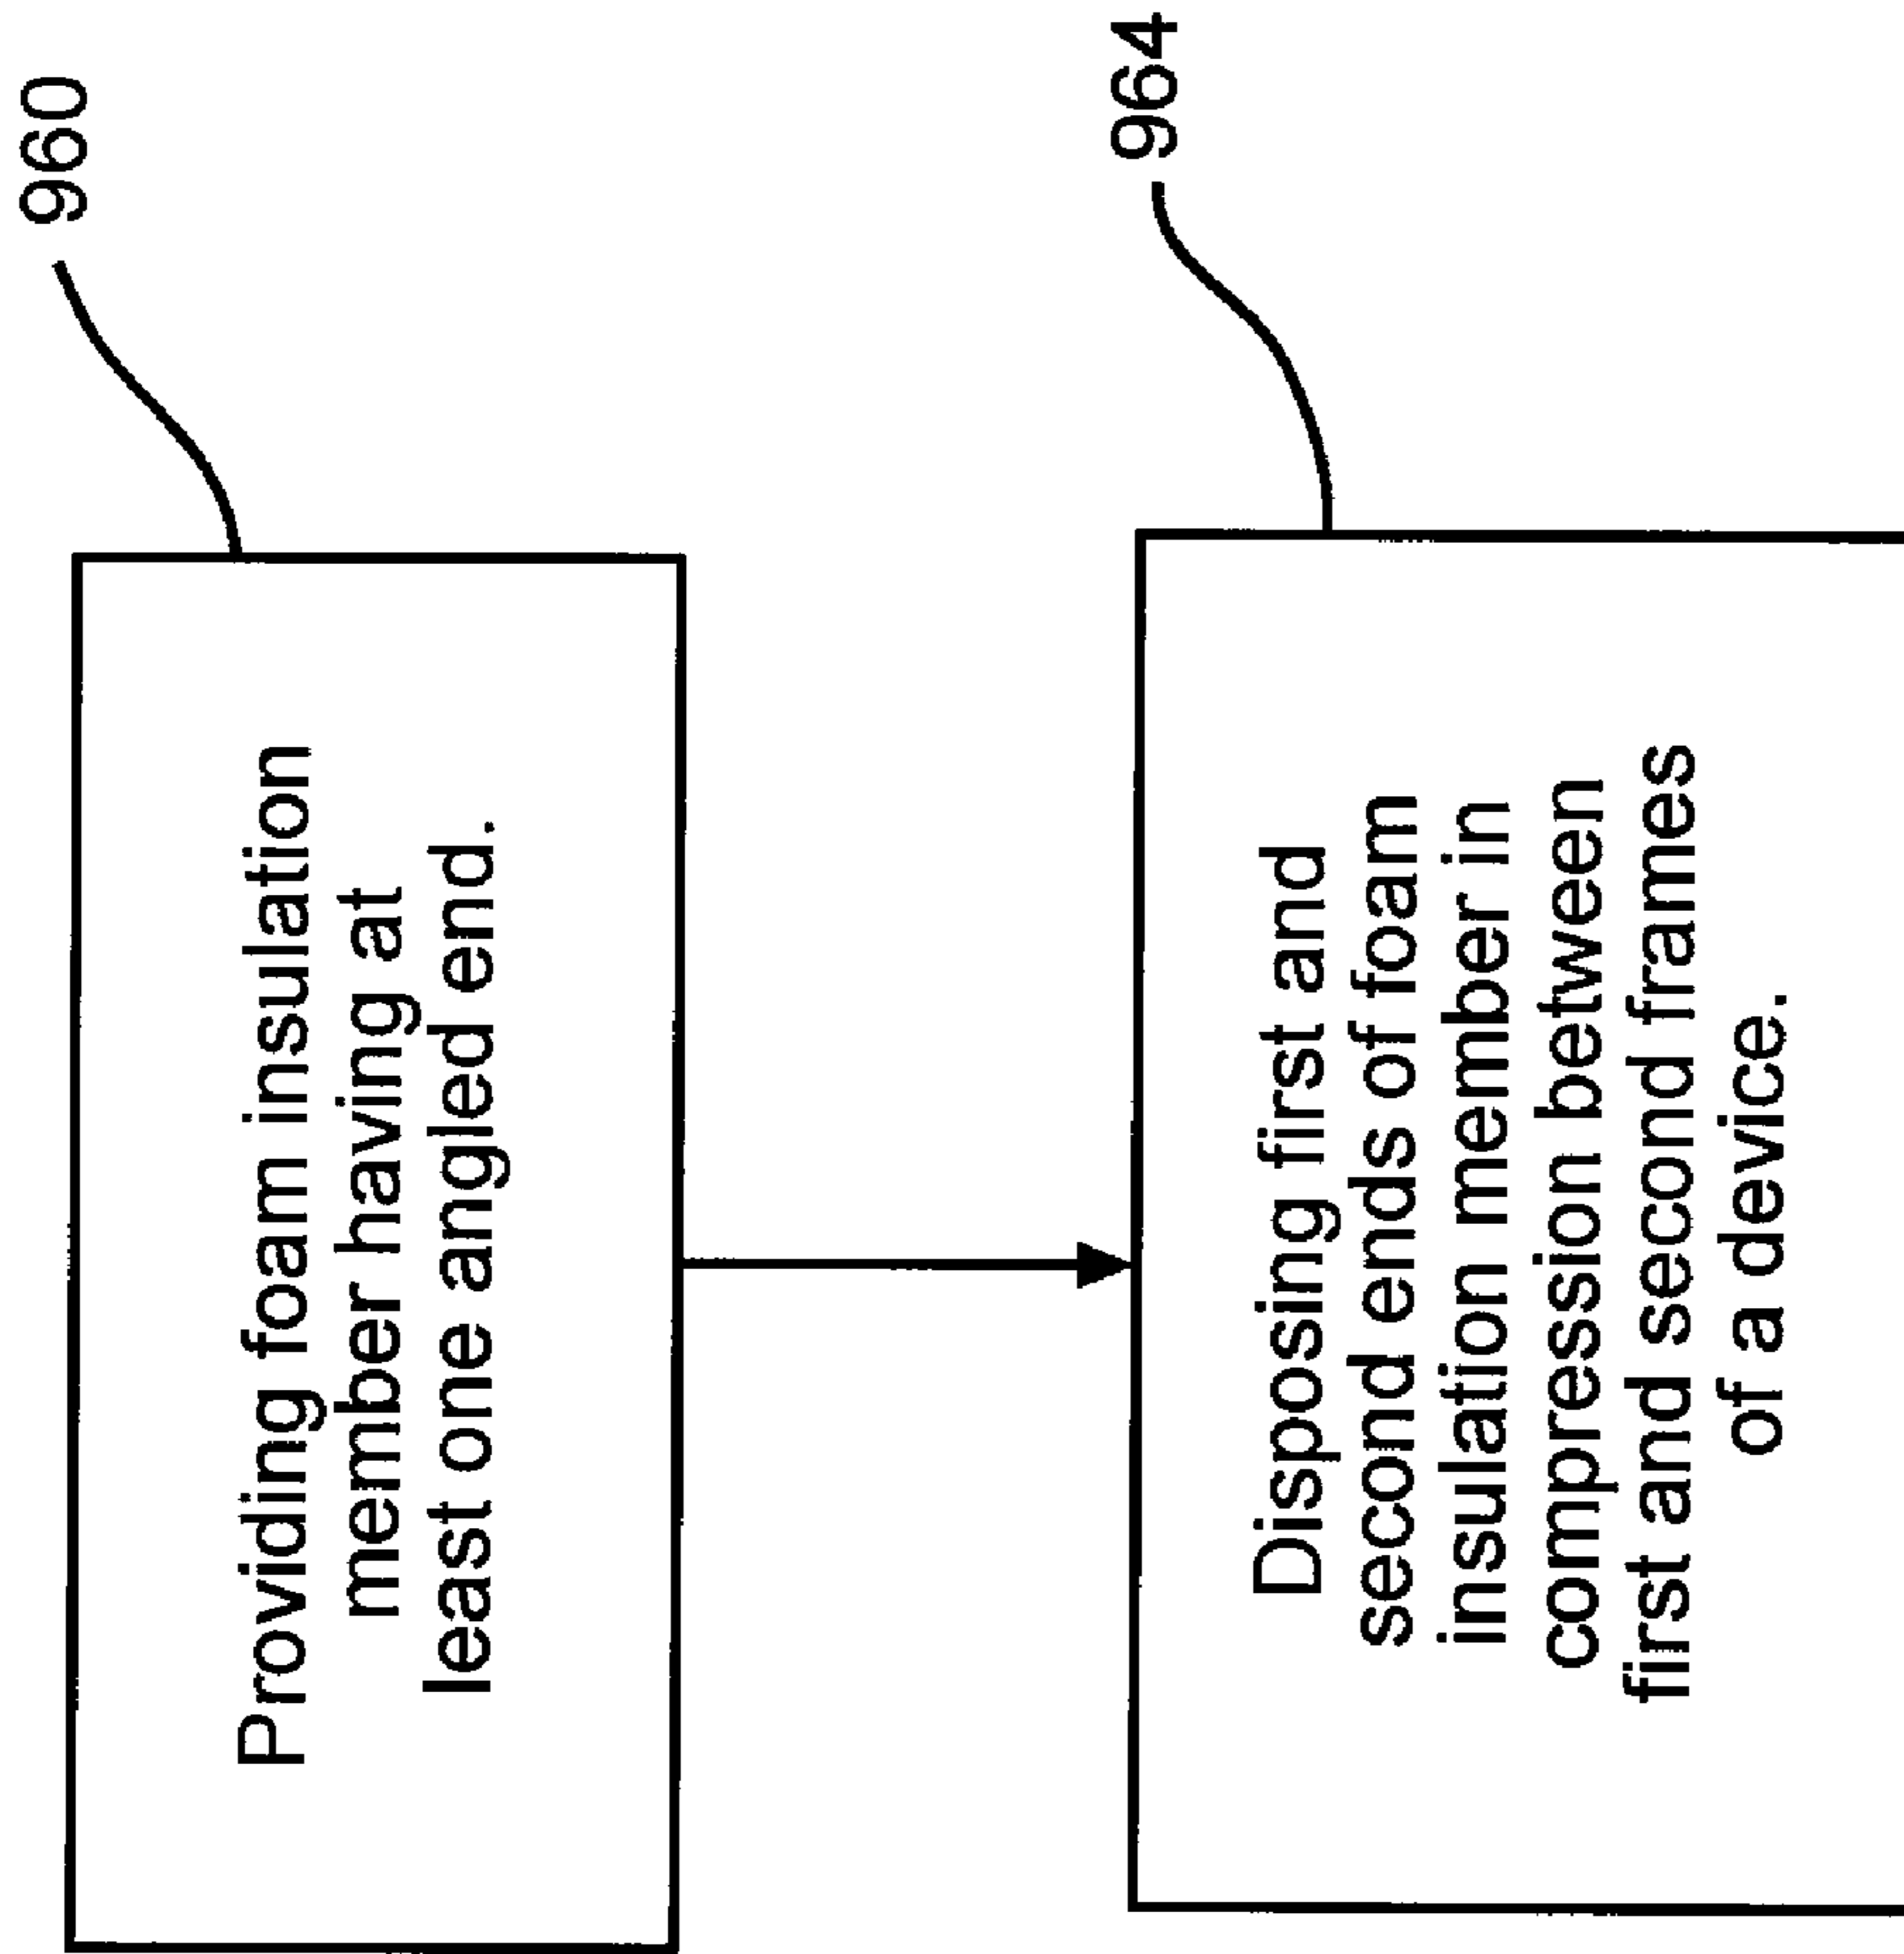 960
Providing foam insulation
member having at
least one angled end.
964
Disposing first and
second ends of foam
insulation member in
compression between
first and second frames
of a device.